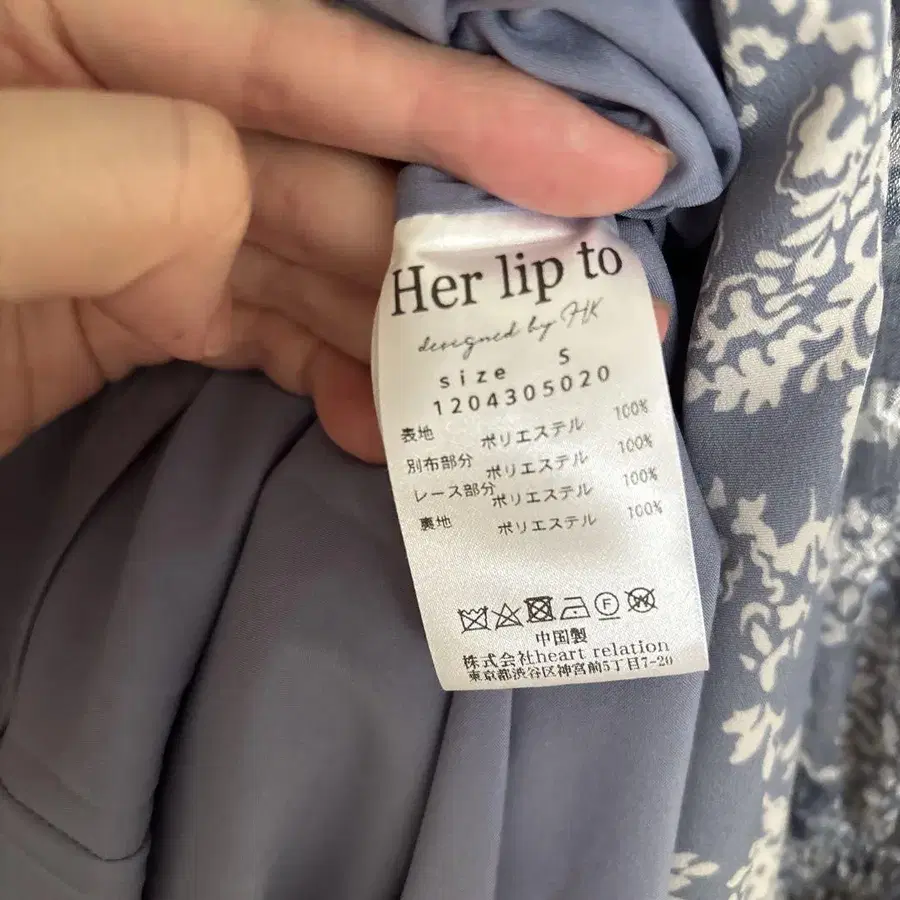 Her lip to
designed by HK
size S
1204305020
表地 ポリエステル 100%
別布部分 ポリエステル 100%
レース部分 ポリエステル 100%
裏地 ポリエステル 100%
F W
中国製
株式会社heart relation
東京都渋谷区神宮前5丁目7-20